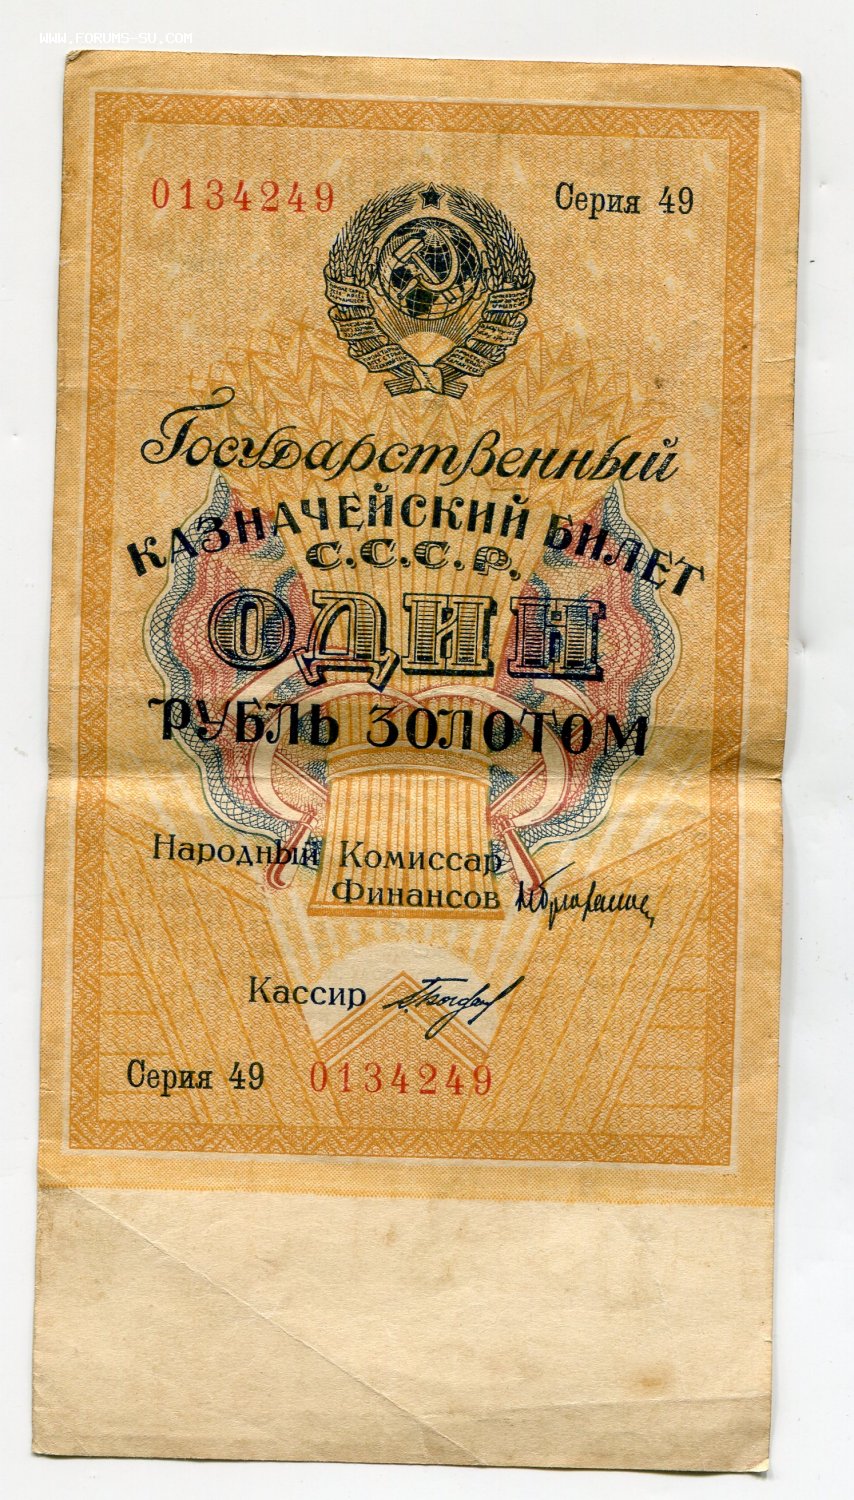 WWW.FORUMS-SU.COM
0134249 Серия 49
Государственный
КАЗНАЧЕЙСКИЙ БИЛЕТ
С.С.С.Р.
ОДИН
РУБЛЬ ЗОЛОТОМ
Народный Комиссар
Финансов
Кассир
Серия 49 0134249